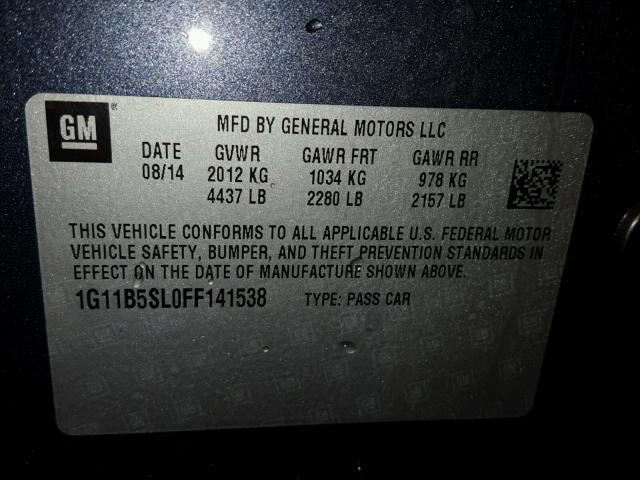 GM
MFD BY GENERAL MOTORS LLC
DATE GVWR GAWR FRT GAWR RR
08/14 2012 KG 1034 KG 978 KG
4437 LB 2280 LB 2157 LB
THIS VEHICLE CONFORMS TO ALL APPLICABLE U.S. FEDERAL MOTOR
VEHICLE SAFETY, BUMPER, AND THEFT PREVENTION STANDARDS IN
EFFECT ON THE DATE OF MANUFACTURE SHOWN ABOVE.
1G11B5SL0FF141538 TYPE: PASS CAR